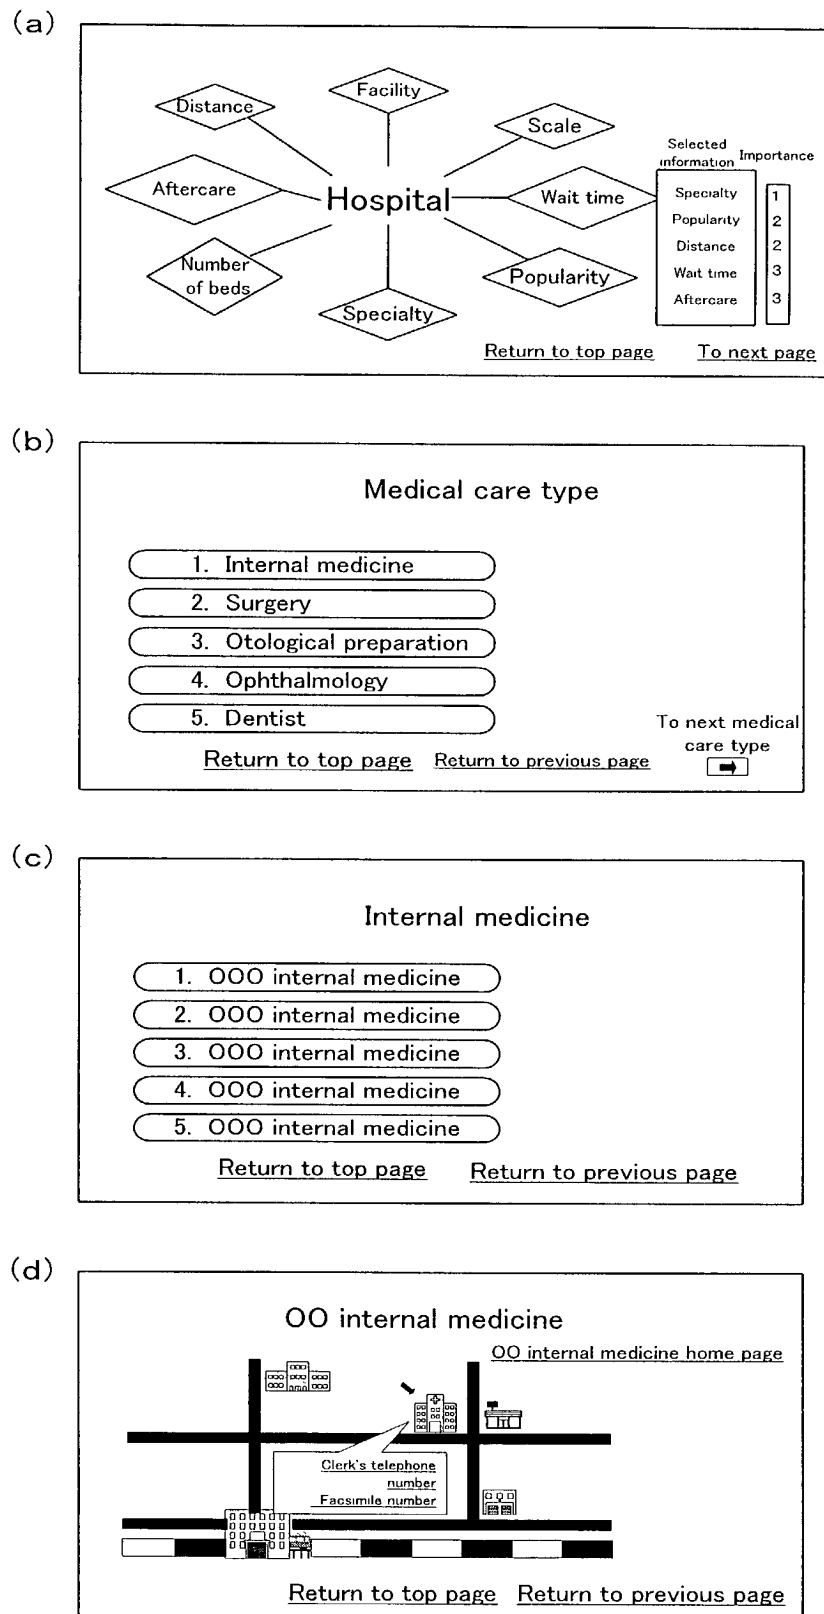 (a)
Facility
Distance
Scale
Selected
information
Importance
Aftercare
Hospital
Wait time
Specialty
1
Popularity
2
Distance
2
Wait time
3
Aftercare
3
Number
of beds
Popularity
Specialty
Return to top page
To next page
(b)
Medical care type
1. Internal medicine
2. Surgery
3. Otological preparation
4. Ophthalmology
5. Dentist
To next medical
care type
Return to top page
Return to previous page
(c)
Internal medicine
1. OOO internal medicine
2. OOO internal medicine
3. OOO internal medicine
4. OOO internal medicine
5. OOO internal medicine
Return to top page
Return to previous page
(d)
OO internal medicine
OO internal medicine home page
Clerk's telephone
number
Facsimile number
Return to top page
Return to previous page